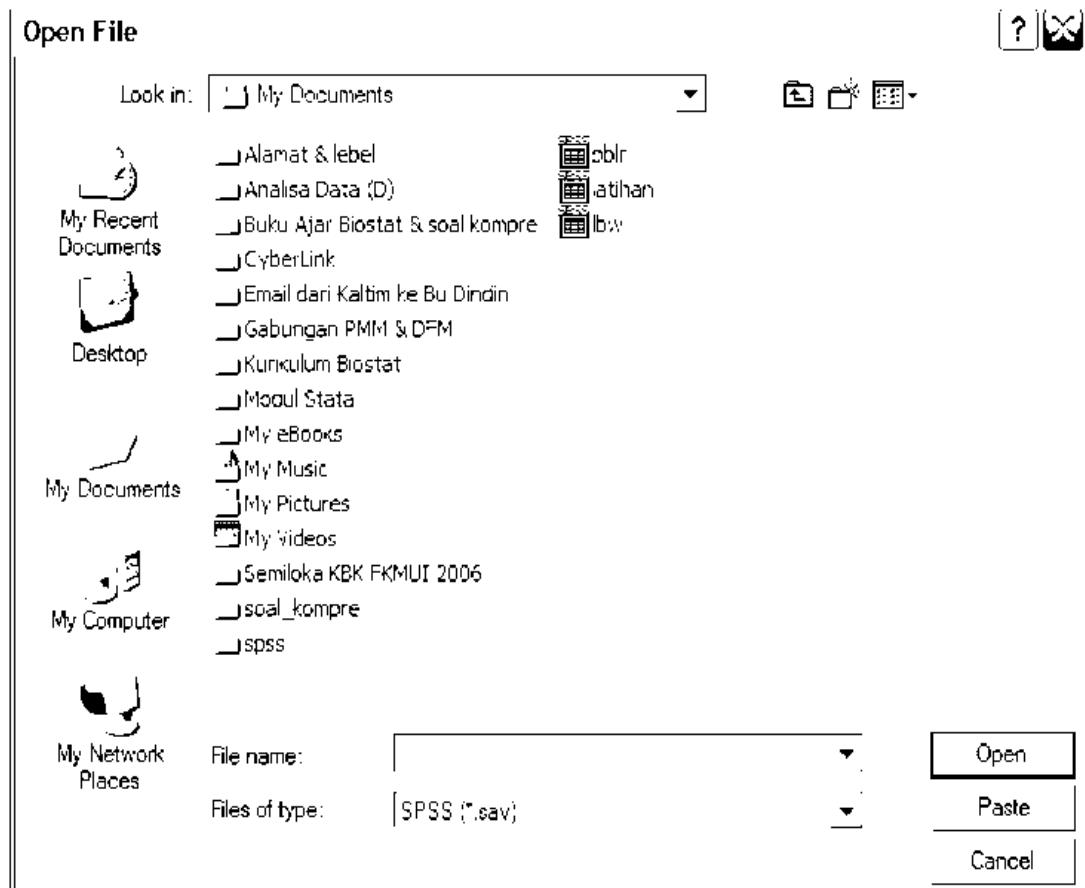 Open File
?
Look in: My Documents
My Recent
Documents
Desktop
My Documents
My Computer
My Network
Places
Alamat & lebel
Analisa Data (D)
Buku Ajar Biostat & soal kompre
CyberLink
Email dari Kaltim ke Bu Dindin
Gabungan PMM &
Kurikulum Biostat
Modul Stata
My eBooks
My Music
My Pictures
My Videos
Semiloka KBK FKMUI 2006
soal_kompre
spss
lbw
File name:
Files of type: SPSS (*.sav)
Open
Paste
Cancel